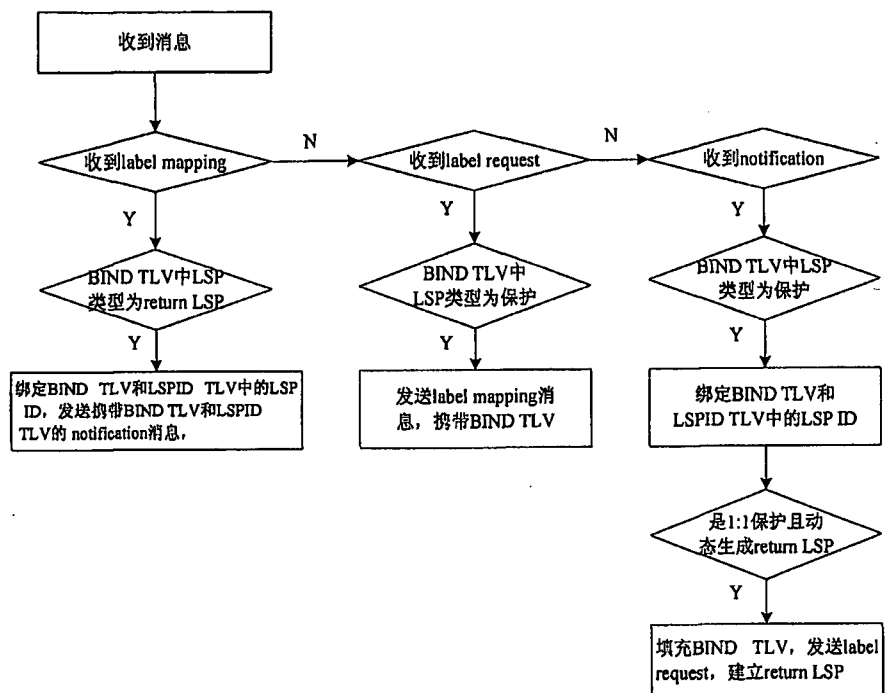 收到消息
收到label mapping
N
收到label request
N
收到notification
Y
Y
Y
BIND TLV中LSP
类型为return LSP
BIND TLV中
LSP类型为保护
BIND TLV中LSP
类型为保护
Y
Y
Y
绑定BIND TLV和LSPID TLV中的LSP
ID，发送携带BIND TLV和LSPID
TLV的 notification消息，
发送label mapping消
息，携带BIND TLV
绑定BIND TLV和
LSPID TLV中的LSP ID
是1:1保护且动
态生成return LSP
Y
填充BIND TLV，发送label
request，建立return LSP